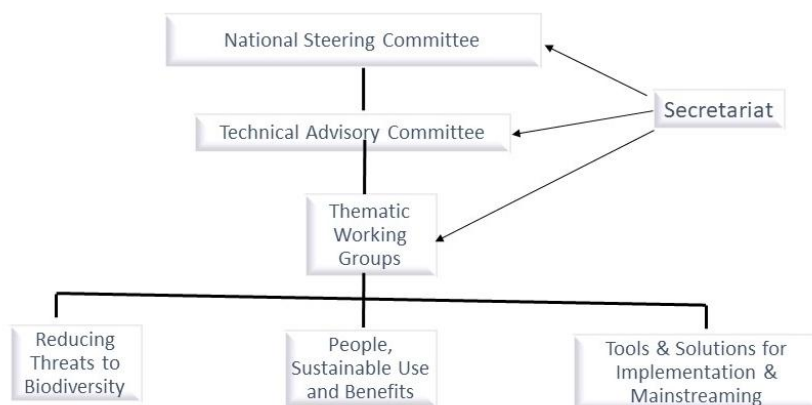 National Steering Committee
Secretariat
Technical Advisory Committee
Thematic
Working
Groups
Reducing
Threats to
Biodiversity
People,
Sustainable Use
and Benefits
Tools & Solutions for
Implementation &
Mainstreaming